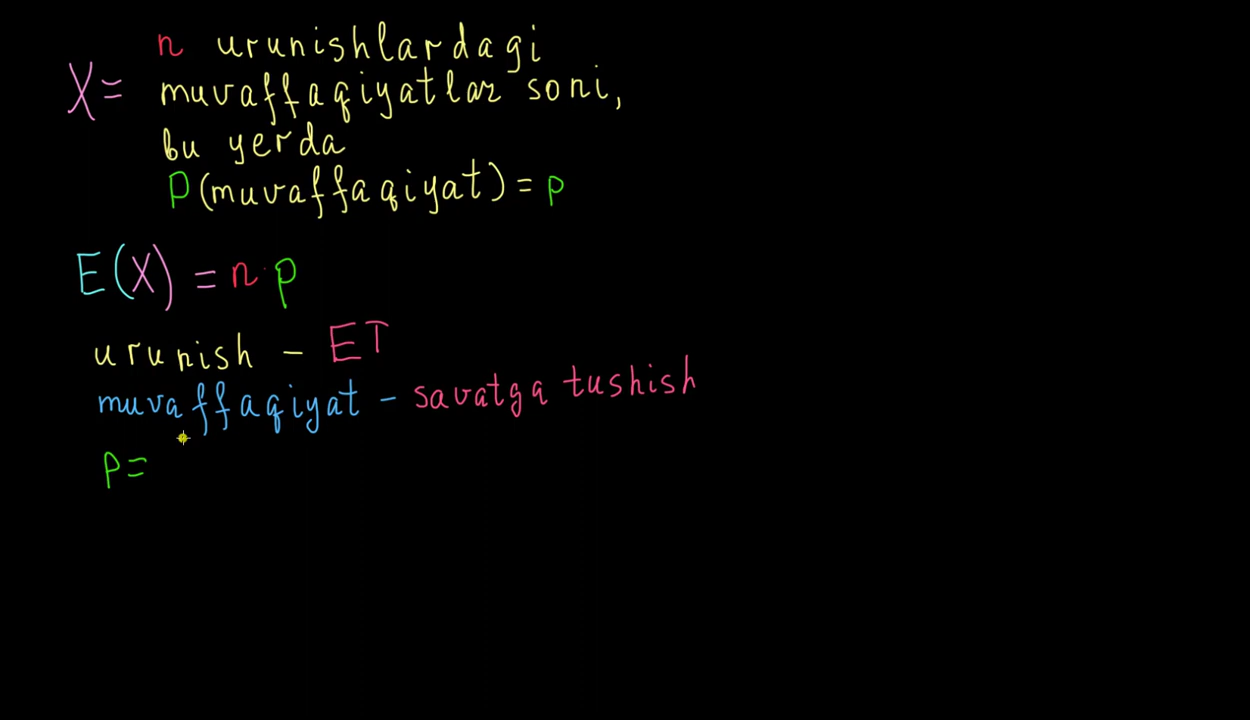 n urunishlardagi
X= muvaffaqiyatlar soni,
bu yerda
P(muvaffaqiyat)=p
E(X)=n·p
urunish - ET
muvaffaqiyat - savatga tushish
p=